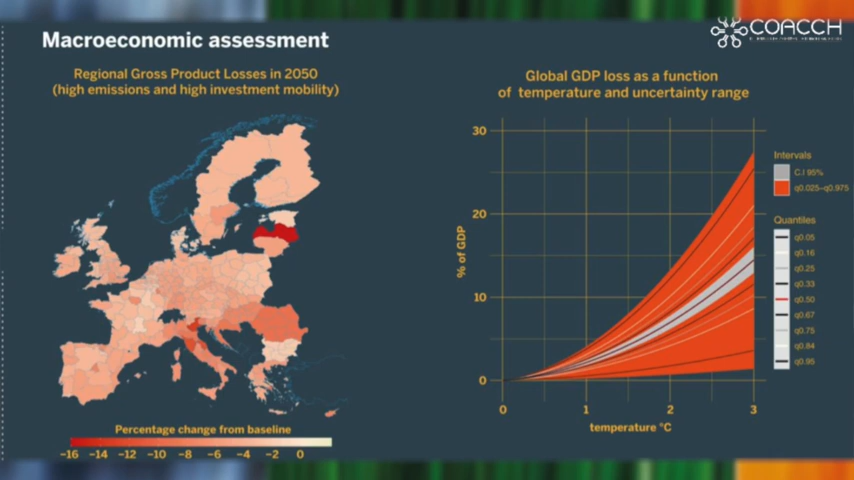 COACCH
Macroeconomic assessment
Regional Gross Product Losses in 2050
(high emissions and high investment mobility)
Percentage change from baseline
−16 −14 −12 −10 −8 −6 −4 −2 0
Global GDP loss as a function
of temperature and uncertainty range
% of GDP
30
20
10
0
0 1 2 3
temperature °C
Intervals
C.I 95%
q0.025–q0.975
Quantiles
q0.05
q0.16
q0.25
q0.33
q0.50
q0.67
q0.75
q0.84
q0.95